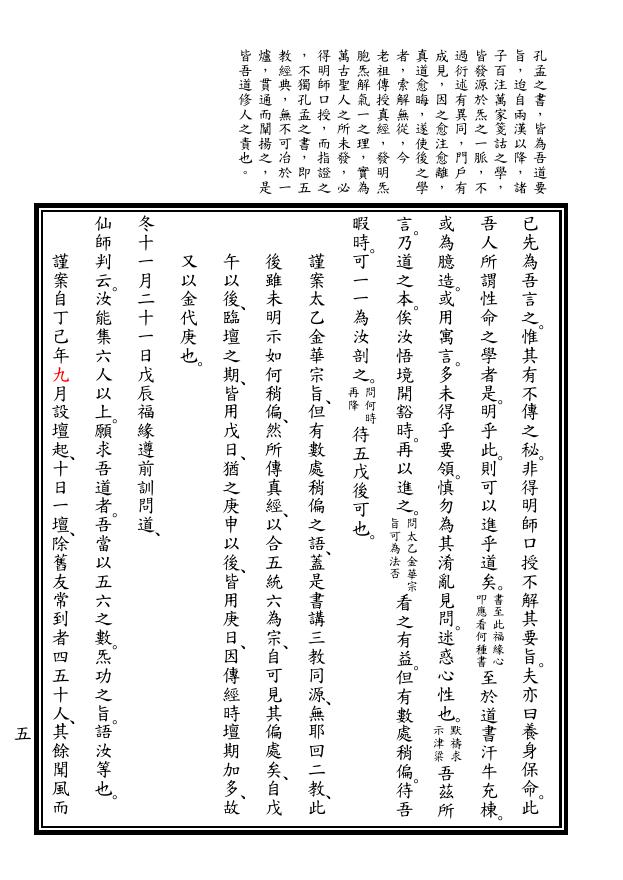 孔孟之書，皆為吾道要
旨，迨自兩漢以降，諸
子百注萬家箋詁之學，
皆發源於炁之一脈，不
過衍述有異同，門戶有
成見，因之愈注愈離，
真道愈晦，遂使後之學
者，索解無從，今
老祖傳授真經，發明炁
胞炁解氣一之理，實為
萬古聖人之所未發，必
得明師口授，而指證之
，不獨孔孟之書，即五
教經典，無不可冶於一
爐，貫通而闡揚之，是
皆吾道修人之責也。
已先為吾言之。惟其有不傳之秘。非得明師口授不解其要旨。夫亦曰養身保命。此
吾人所謂性命之學者是。明乎此。則可以進乎道矣。書至此福緣心叩應看何種書至於道書汗牛充棟。
或為臆造。或用寓言。多未得乎要領。慎勿為其淆亂見問。迷惑心性也。默禱求示津梁吾茲所
言。乃道之本。俟汝悟境開豁時。再以進之。問太乙金華宗旨可為法否看之有益。但有數處稍偏。待吾
暇時。可一一為汝剖之。問何時再降待五戊後可也。
謹案太乙金華宗旨、但有數處稍偏之語、蓋是書講三教同源、無耶回二教、此
後雖未明示如何稍偏、然所傳真經、以合五統六為宗、自可見其偏處矣、自戊
午以後、臨壇之期、皆用戊日、猶之庚申以後、皆用庚日、因傳經時壇期加多、故
又以金代庚也。
冬十一月二十一日戊辰福緣遵前訓問道、
仙師判云。汝能集六人以上。願求吾道者。吾當以五六之數。炁功之旨。語汝等也。
謹案自丁己年九月設壇起、十日一壇、除舊友常到者四五十人、其餘聞風而
五